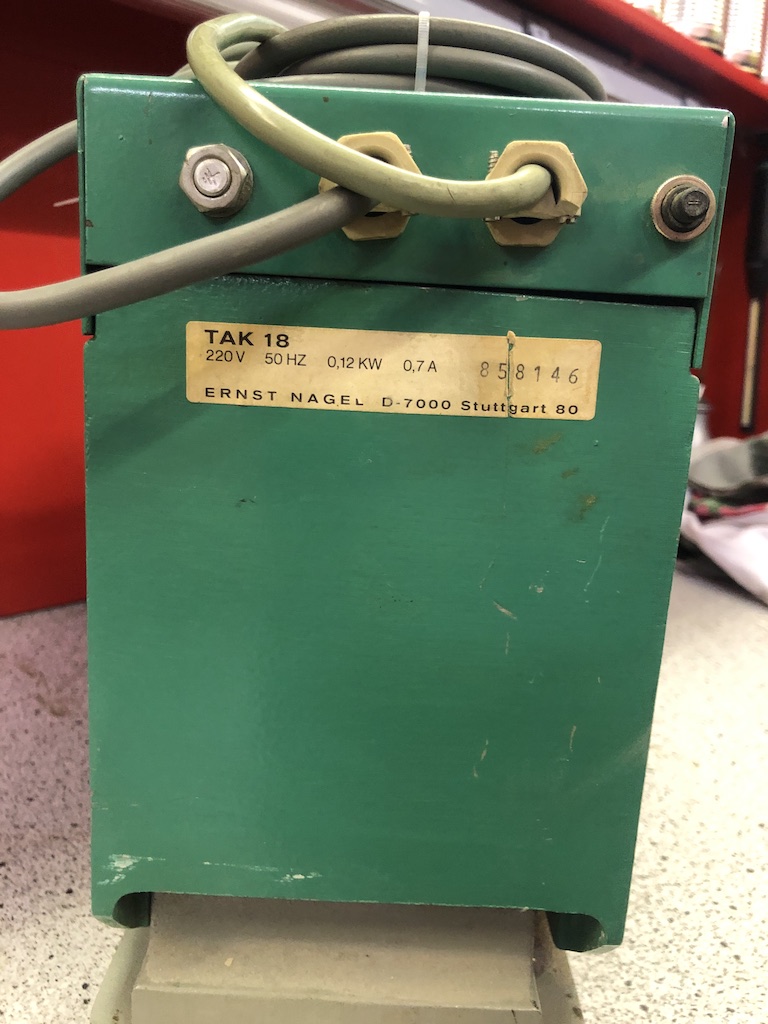 TAK 18
220 V 50 HZ 0,12 KW 0,7 A 858146
ERNST NAGEL D-7000 Stuttgart 80